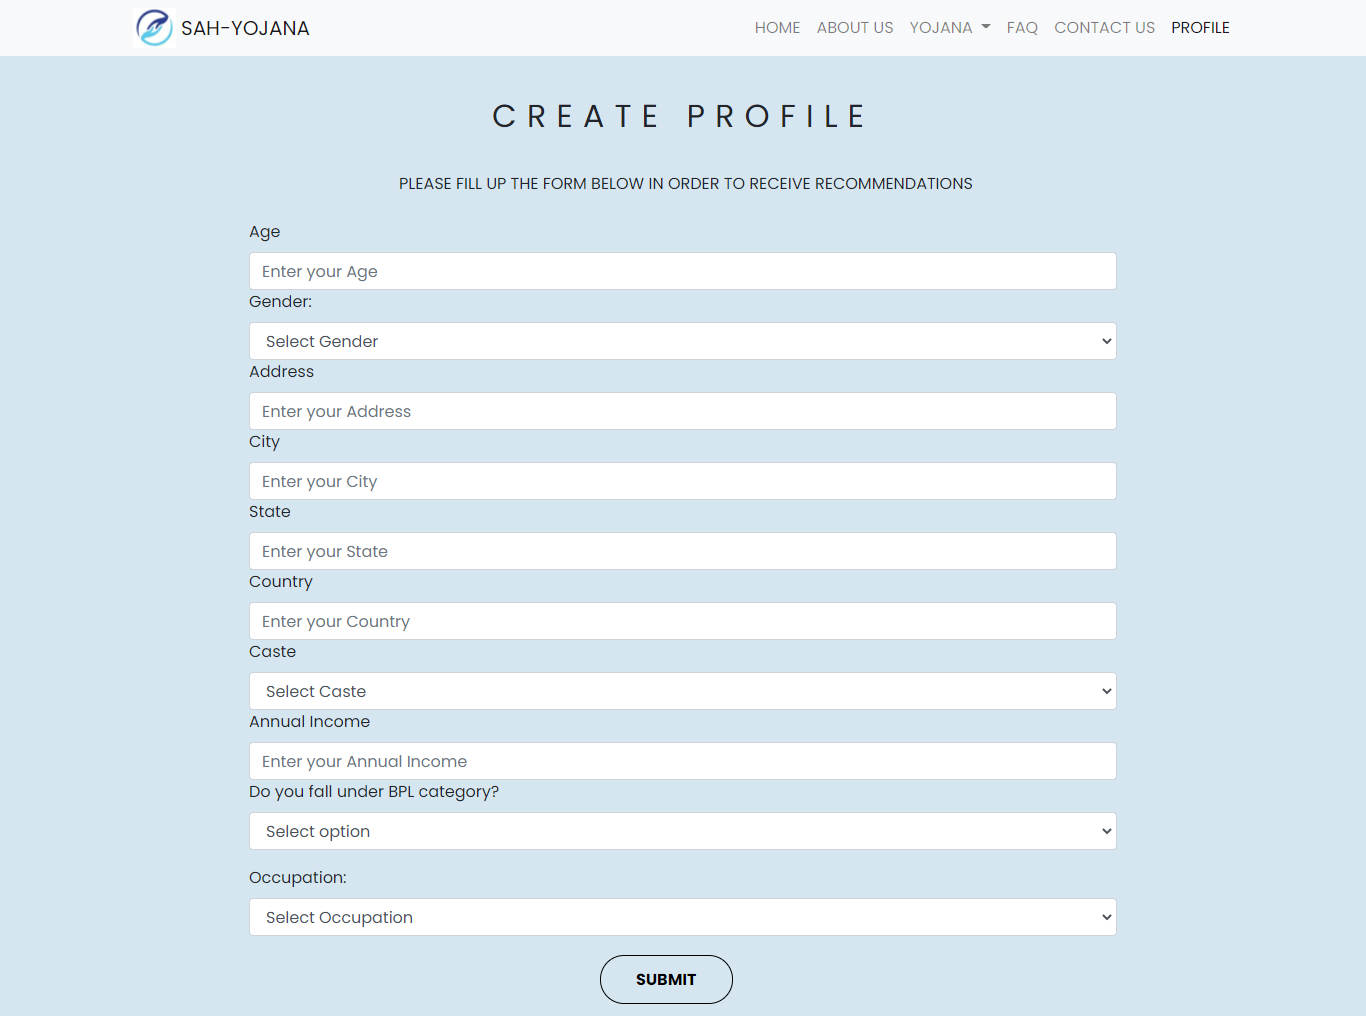 SAH-YOJANA
HOME ABOUT US YOJANA FAQ CONTACT US PROFILE
CREATE PROFILE
PLEASE FILL UP THE FORM BELOW IN ORDER TO RECEIVE RECOMMENDATIONS
Age
Enter your Age
Gender:
Select Gender
Address
Enter your Address
City
Enter your City
State
Enter your State
Country
Enter your Country
Caste
Select Caste
Annual Income
Enter your Annual Income
Do you fall under BPL category?
Select option
Occupation:
Select Occupation
SUBMIT